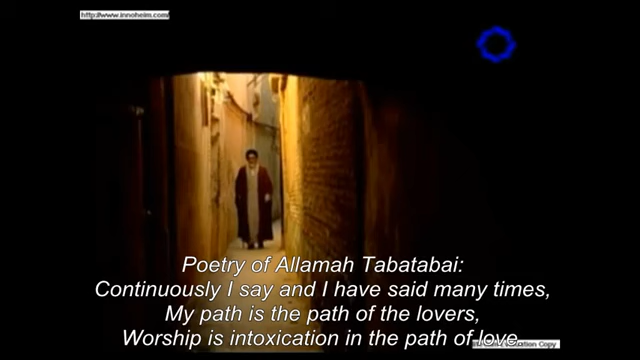 http://www.innoheim.com/
Poetry of Allamah Tabatabai:
Continuously I say and I have said many times,
My path is the path of the lovers,
Worship is intoxication in the path of love
Copy